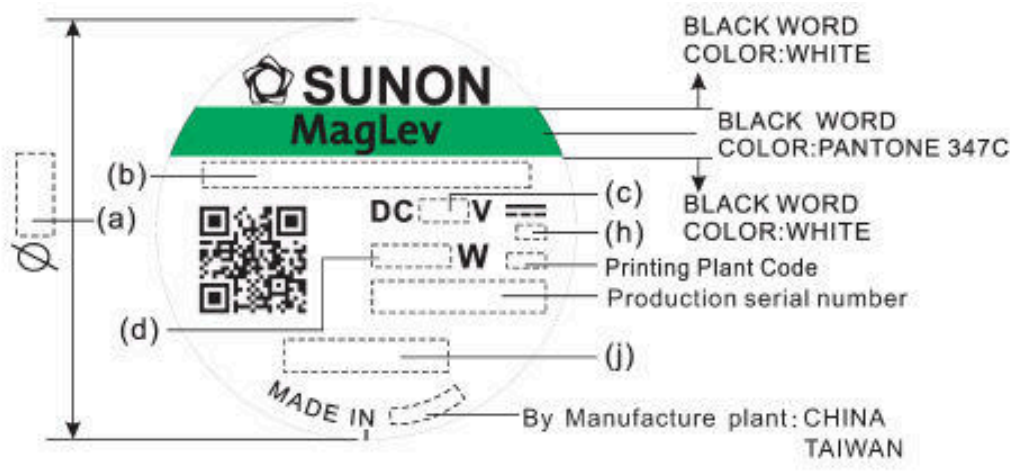 BLACK WORD
COLOR:WHITE
SUNON
MagLev
BLACK WORD
COLOR:PANTONE 347C
(b)
(a)
Ø
(c)
DC V
BLACK WORD
COLOR:WHITE
(h)
W
Printing Plant Code
Production serial number
(d)
(j)
MADE IN
By Manufacture plant: CHINA
TAIWAN